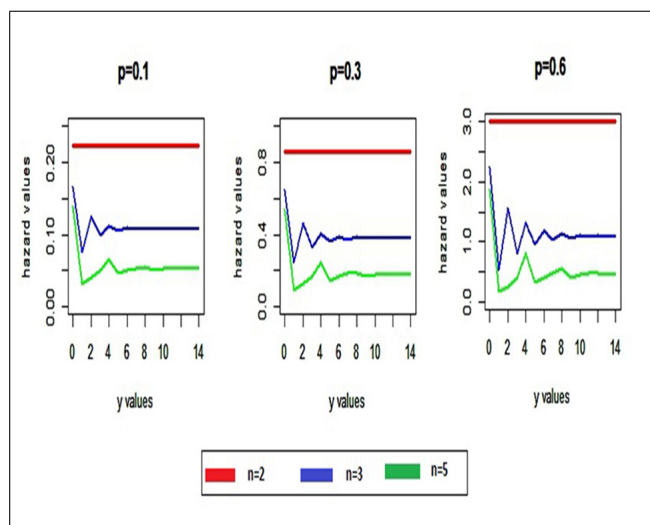 p=0.1
p=0.3
p=0.6
hazard values
0.00
0.10
0.20
0 2 4 6 8 10 14
y values
hazard values
0.0
0.4
0.8
0 2 4 6 8 10 14
y values
hazard values
0.0
1.0
2.0
3.0
0 2 4 6 8 10 14
y values
n=2
n=3
n=5